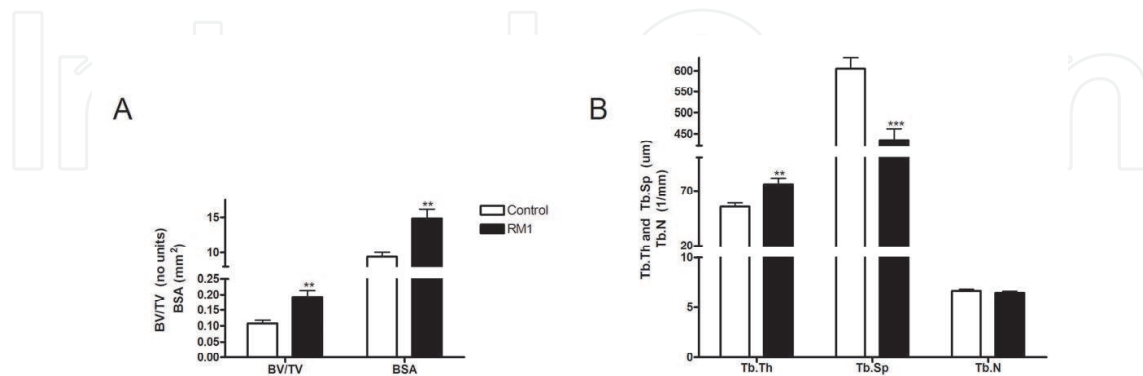 A
BV/TV (no units)
BSA (mm²)
15
10
0.25
0.20
0.15
0.10
0.05
0.00
**
**
BV/TV
BSA
Control
RM1
B
Tb.Th and Tb.Sp (um)
Tb.N (1/mm)
600
550
500
450
70
20
10
5
0
**
***
Tb.Th
Tb.Sp
Tb.N